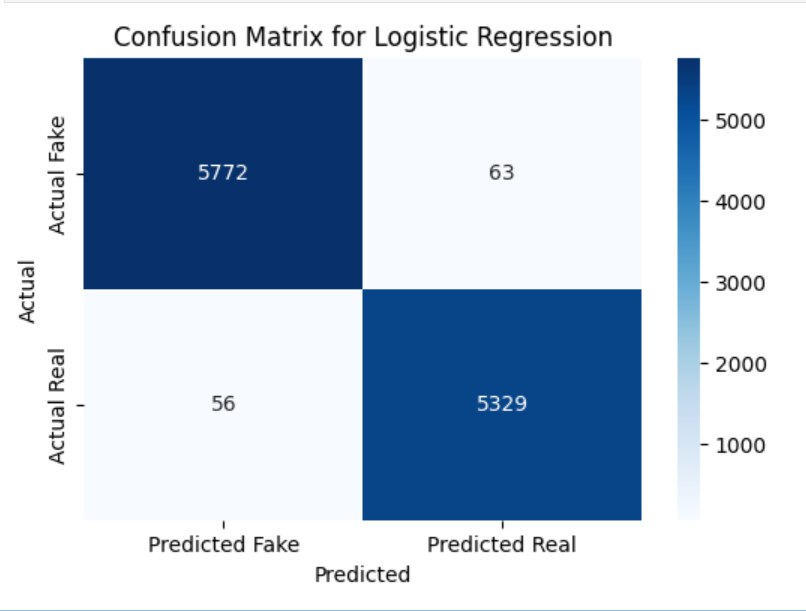 Confusion Matrix for Logistic Regression
Actual
Actual Fake
5772
63
Actual Real
56
5329
Predicted Fake
Predicted Real
Predicted
5000
4000
3000
2000
1000